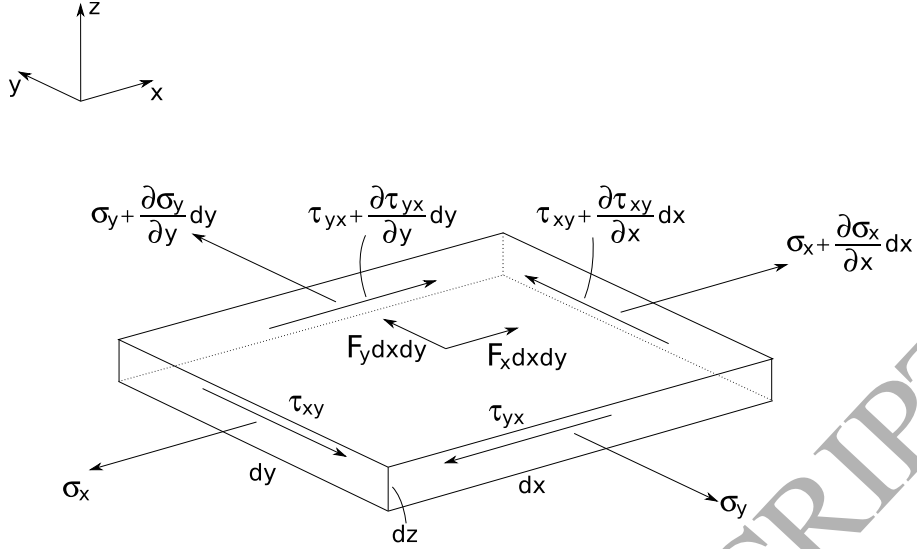 z
y
x
σy + ∂σy/∂y dy
τyx + ∂τyx/∂y dy
τxy + ∂τxy/∂x dx
σx + ∂σx/∂x dx
Fydxdy
Fxdxdy
τxy
τyx
σx
dy
dx
σy
dz
SCRIPT